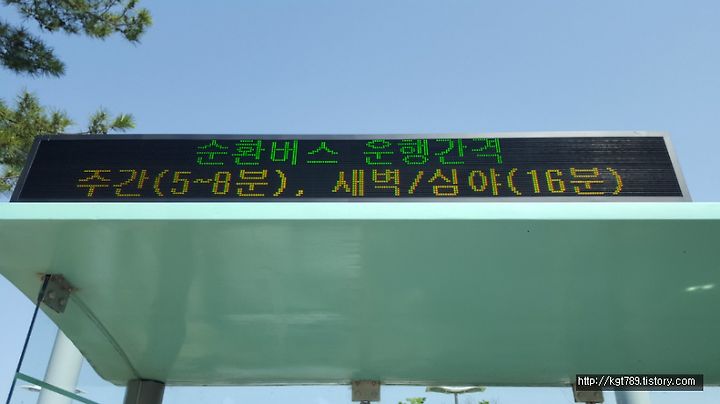 순환버스 운행간격
주간(5~8분), 새벽/심야(16분)
http://kgt789.tistory.com